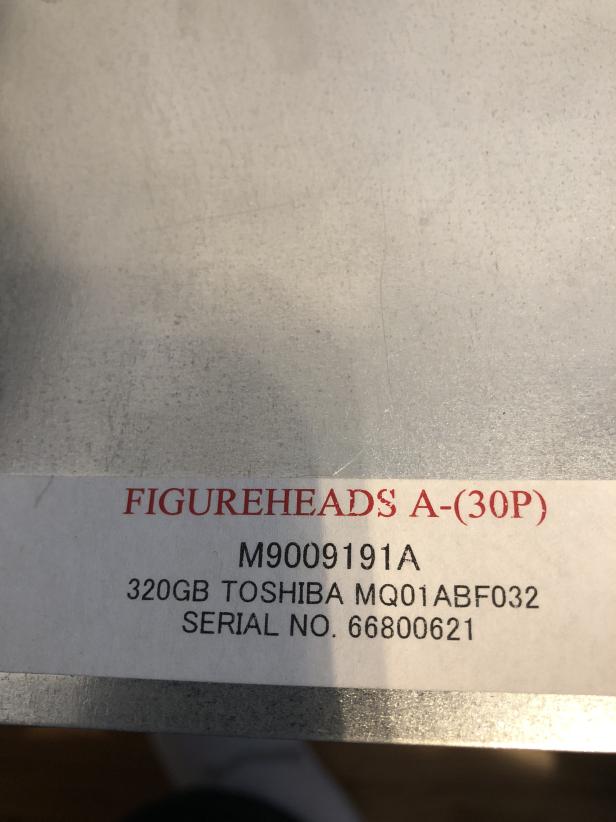 FIGUREHEADS A-(30P)
M9009191A
320GB TOSHIBA MQ01ABF032
SERIAL NO. 66800621